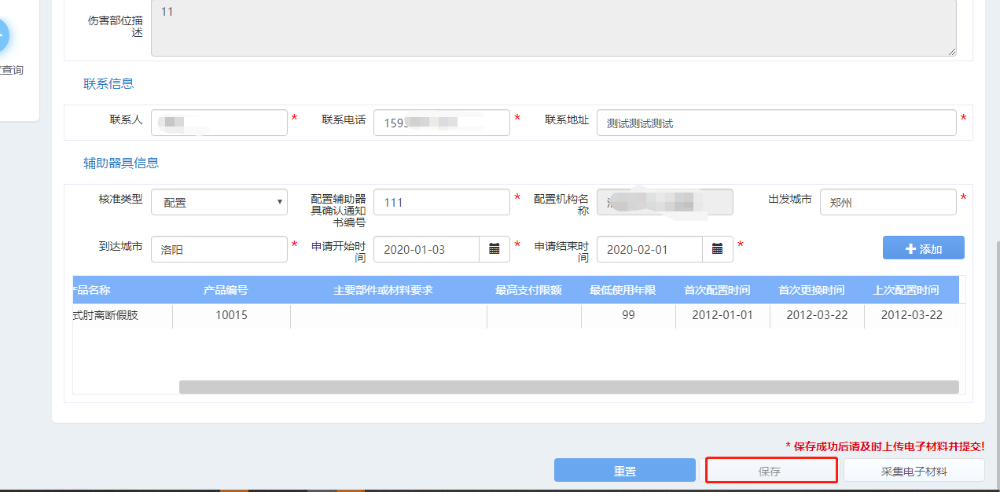 11
伤害部位描
述
查询
联系信息
联系人
*
联系电话
159
*
联系地址
测试测试测试
*
辅助器具信息
核准类型
配置
配置辅助器
具确认通知
书编号
111
*
配置机构名
称
出发城市
郑州
*
到达城市
洛阳
*
申请开始时
间
2020-01-03
*
申请结束时
间
2020-02-01
*
添加
产品名称 产品编号 主要部件或材料要求 最高支付限额 最低使用年限 首次配置时间 首次更换时间 上次配置时间
式肘离断假肢 10015 99 2012-01-01 2012-03-22 2012-03-22
* 保存成功后请及时上传电子材料并提交!
重置
保存
采集电子材料